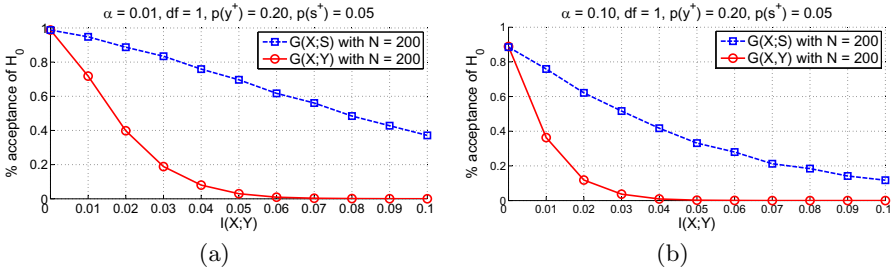 α = 0.01, df = 1, p(y⁺) = 0.20, p(s⁺) = 0.05
% acceptance of H₀
1
0.8
0.6
0.4
0.2
0
G(X;S) with N = 200
G(X;Y) with N = 200
0 0.01 0.02 0.03 0.04 0.05 0.06 0.07 0.08 0.09 0.1
I(X;Y)
(a)
α = 0.10, df = 1, p(y⁺) = 0.20, p(s⁺) = 0.05
% acceptance of H₀
1
0.8
0.6
0.4
0.2
0
G(X;S) with N = 200
G(X,Y) with N = 200
0 0.01 0.02 0.03 0.04 0.05 0.06 0.07 0.08 0.09 0.1
I(X;Y)
(b)